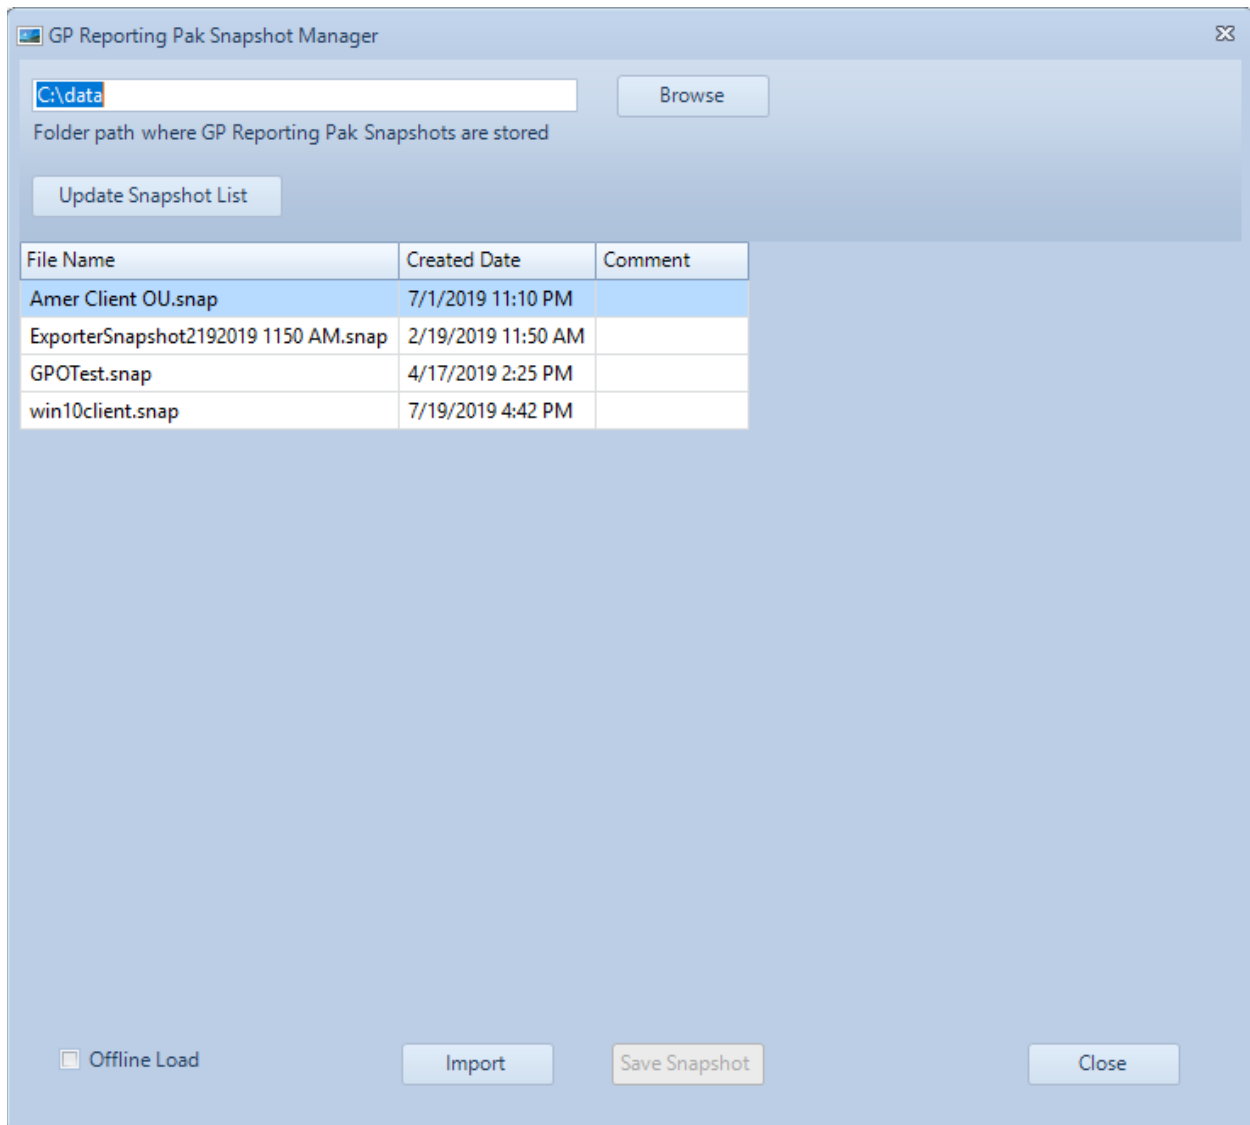 GP Reporting Pak Snapshot Manager
C:\data
Browse
Folder path where GP Reporting Pak Snapshots are stored
Update Snapshot List
File Name Created Date Comment
Amer Client OU.snap 7/1/2019 11:10 PM
ExporterSnapshot2192019 1150 AM.snap 2/19/2019 11:50 AM
GPOTest.snap 4/17/2019 2:25 PM
win10client.snap 7/19/2019 4:42 PM
Offline Load Import Save Snapshot Close